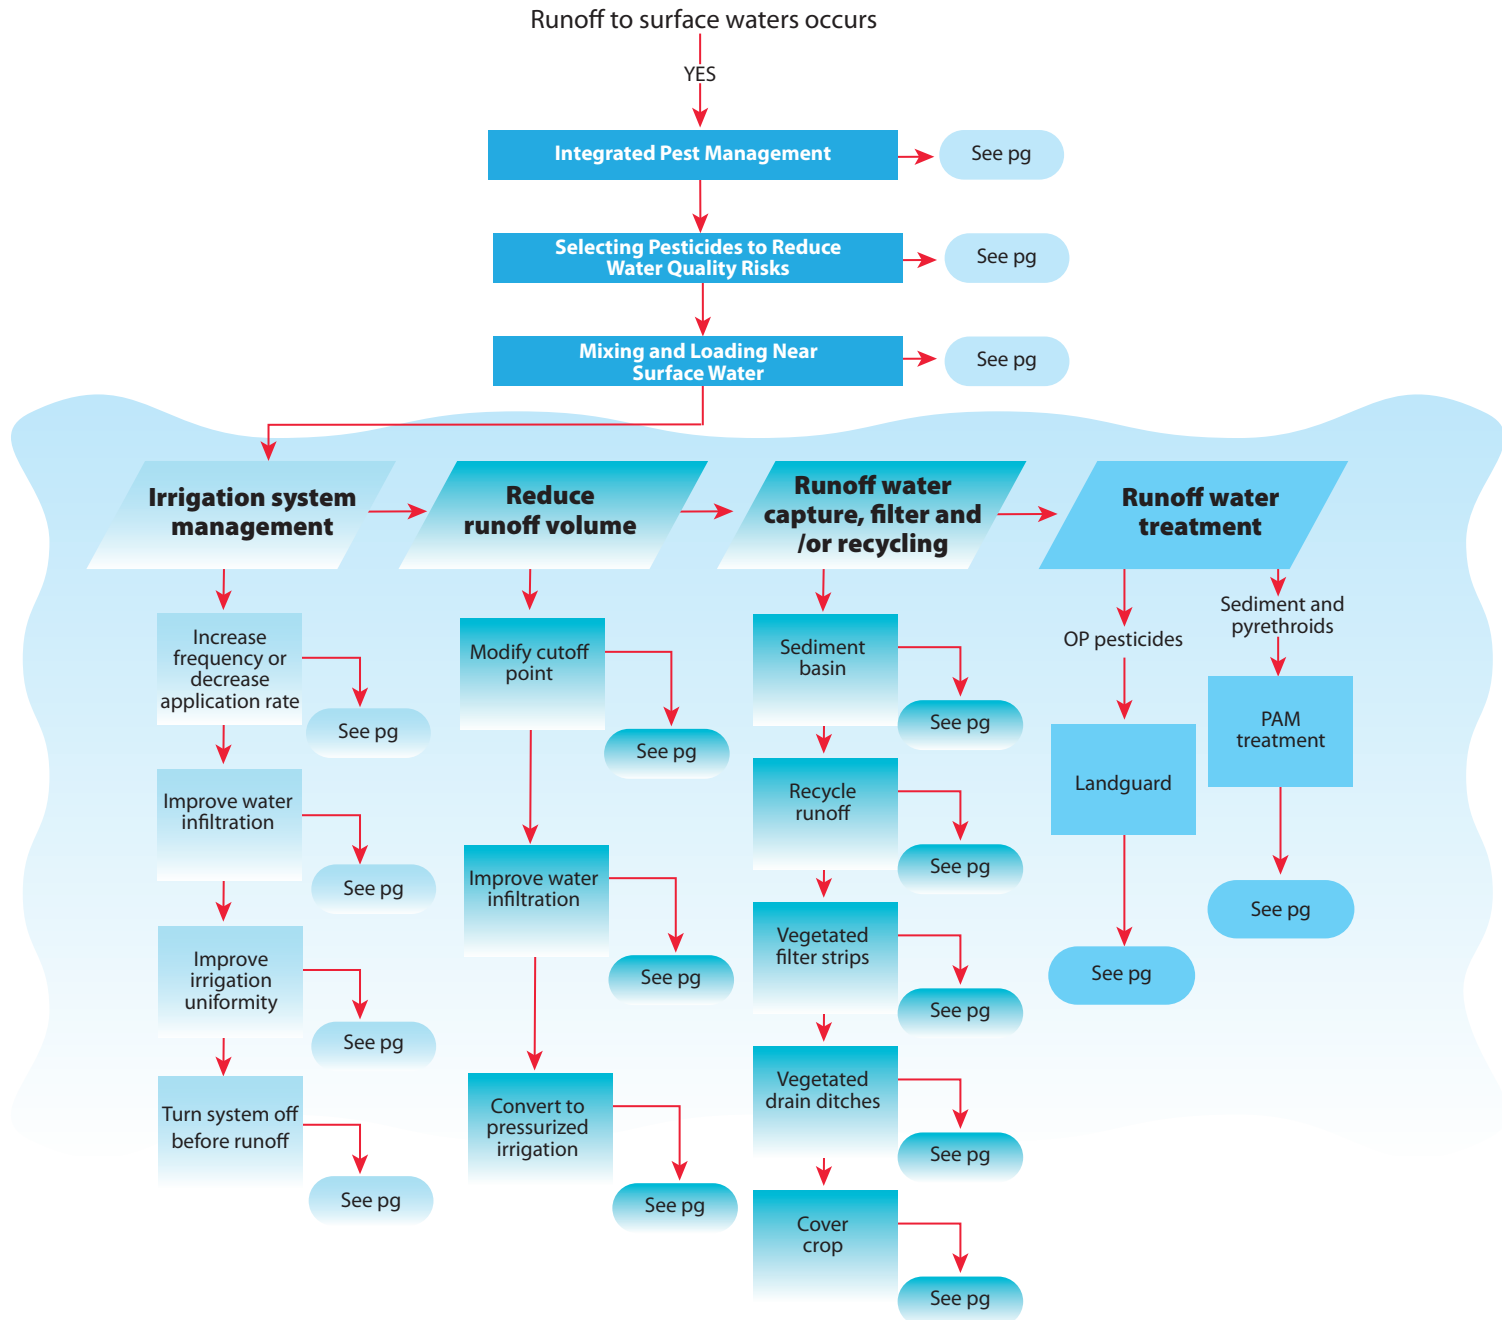 Runoff to surface waters occurs
YES
Integrated Pest Management
See pg
Selecting Pesticides to Reduce
Water Quality Risks
See pg
Mixing and Loading Near
Surface Water
See pg
Irrigation system
management
Reduce
runoff volume
Runoff water
capture, filter and
/or recycling
Runoff water
treatment
Increase
frequency or
decrease
application rate
See pg
Improve water
infiltration
See pg
Improve
irrigation
uniformity
See pg
Turn system off
before runoff
See pg
Modify cutoff
point
See pg
Improve water
infiltration
See pg
Convert to
pressurized
irrigation
See pg
Sediment
basin
See pg
Recycle
runoff
See pg
Vegetated
filter strips
See pg
Vegetated
drain ditches
See pg
Cover
crop
See pg
OP pesticides
Landguard
See pg
Sediment and
pyrethroids
PAM
treatment
See pg